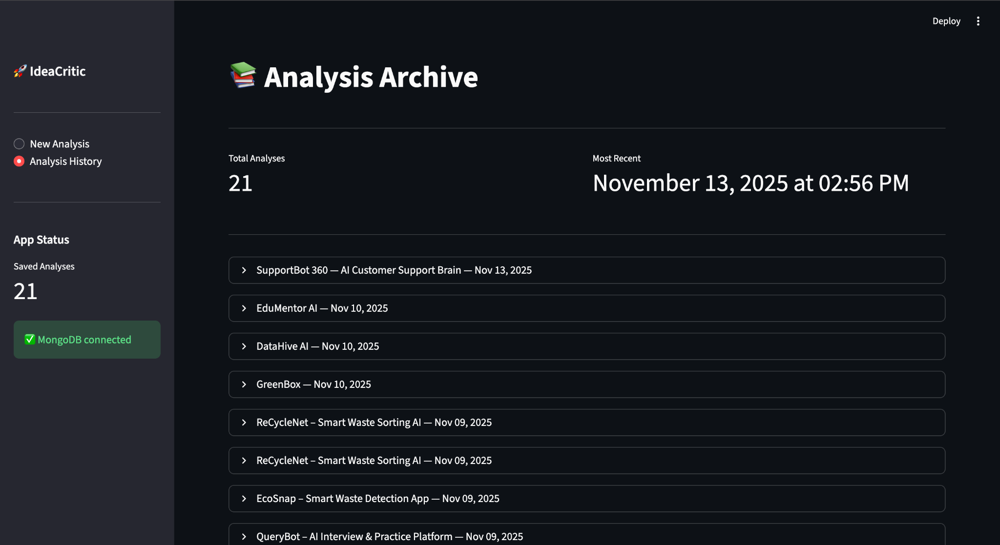 Deploy
🚀 IdeaCritic
New Analysis
Analysis History
App Status
Saved Analyses
21
✅ MongoDB connected
📚 Analysis Archive
Total Analyses
21
Most Recent
November 13, 2025 at 02:56 PM
SupportBot 360 — AI Customer Support Brain — Nov 13, 2025
EduMentor AI — Nov 10, 2025
DataHive AI — Nov 10, 2025
GreenBox — Nov 10, 2025
ReCycleNet – Smart Waste Sorting AI — Nov 09, 2025
ReCycleNet – Smart Waste Sorting AI — Nov 09, 2025
EcoSnap – Smart Waste Detection App — Nov 09, 2025
QueryBot – AI Interview & Practice Platform — Nov 09, 2025